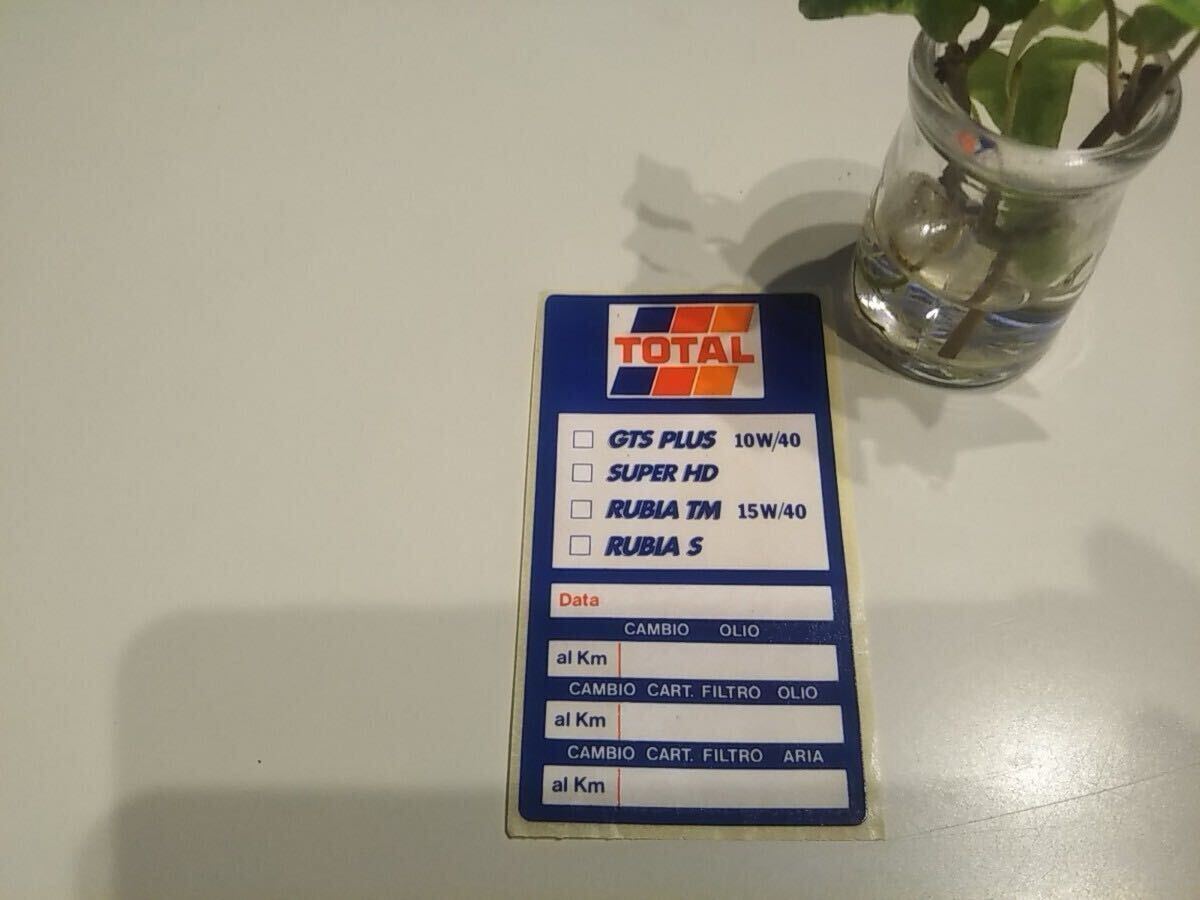 TOTAL
GTS PLUS 10W/40
SUPER HD
RUBIA TM 15W/40
RUBIA S
Data
CAMBIO OLIO
al Km
CAMBIO CART. FILTRO OLIO
al Km
CAMBIO CART. FILTRO ARIA
al Km